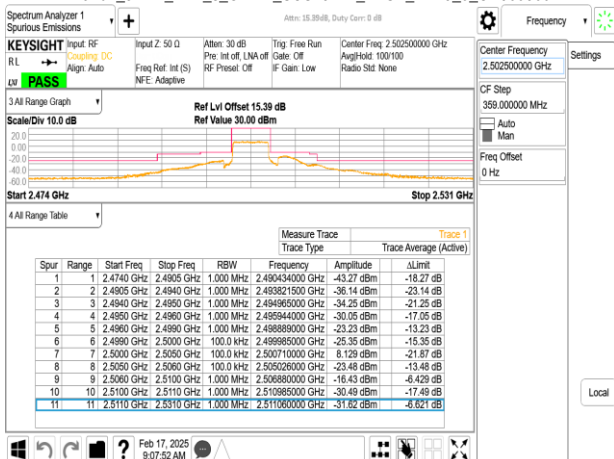 Spectrum Analyzer 1
Spurious Emissions
Attn: 15.39dB, Duty Corr: 0 dB
Frequency
KEYSIGHT
RL
PASS
Input: RF
Coupling: DC
Align: Auto
Input Z: 50 Ω
Freq Ref: Int (S)
NFE: Adaptive
Atten: 30 dB
Pre: Int off, LNA off
RF Presel: Off
Trig: Free Run
Gate: Off
IF Gain: Low
Center Freq: 2.502500000 GHz
Avg|Hold: 100/100
Radio Std: None
Center Frequency
2.502500000 GHz
Settings
CF Step
359.000000 MHz
Auto
Man
Freq Offset
0 Hz
Local
3 All Range Graph
Scale/Div 10.0 dB
Ref Lvl Offset 15.39 dB
Ref Value 30.00 dBm
20.0
0.00
-20.0
-40.0
-60.0
Start 2.474 GHz
Stop 2.531 GHz
4 All Range Table
Measure Trace Trace 1
Trace Type Trace Average (Active)
Spur Range Start Freq Stop Freq RBW Frequency Amplitude ΔLimit
1 1 2.4740 GHz 2.4905 GHz 1.000 MHz 2.490434000 GHz -43.27 dBm -18.27 dB
2 2 2.4905 GHz 2.4940 GHz 1.000 MHz 2.493821500 GHz -36.14 dBm -23.14 dB
3 3 2.4940 GHz 2.4950 GHz 1.000 MHz 2.494965000 GHz -34.25 dBm -21.25 dB
4 4 2.4950 GHz 2.4960 GHz 1.000 MHz 2.495944000 GHz -30.05 dBm -17.05 dB
5 5 2.4960 GHz 2.4990 GHz 1.000 MHz 2.498889000 GHz -23.23 dBm -13.23 dB
6 6 2.4990 GHz 2.5000 GHz 100.0 kHz 2.499985000 GHz -25.35 dBm -15.35 dB
7 7 2.5000 GHz 2.5050 GHz 100.0 kHz 2.500710000 GHz 8.129 dBm -21.87 dB
8 8 2.5050 GHz 2.5060 GHz 100.0 kHz 2.505026000 GHz -23.48 dBm -13.48 dB
9 9 2.5060 GHz 2.5100 GHz 1.000 MHz 2.506880000 GHz -16.43 dBm -6.429 dB
10 10 2.5100 GHz 2.5110 GHz 1.000 MHz 2.510985000 GHz -30.49 dBm -17.49 dB
11 11 2.5110 GHz 2.5310 GHz 1.000 MHz 2.511060000 GHz -31.62 dBm -6.621 dB
?
Feb 17, 2025
9:07:52 AM